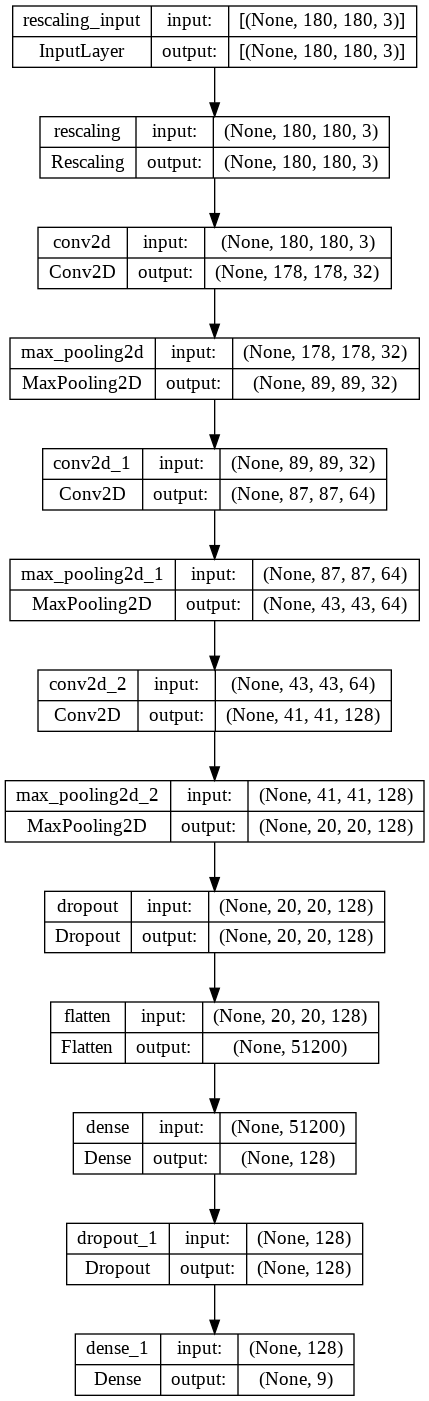 rescaling_input input: [(None, 180, 180, 3)]
InputLayer output: [(None, 180, 180, 3)]
rescaling input: (None, 180, 180, 3)
Rescaling output: (None, 180, 180, 3)
conv2d input: (None, 180, 180, 3)
Conv2D output: (None, 178, 178, 32)
max_pooling2d input: (None, 178, 178, 32)
MaxPooling2D output: (None, 89, 89, 32)
conv2d_1 input: (None, 89, 89, 32)
Conv2D output: (None, 87, 87, 64)
max_pooling2d_1 input: (None, 87, 87, 64)
MaxPooling2D output: (None, 43, 43, 64)
conv2d_2 input: (None, 43, 43, 64)
Conv2D output: (None, 41, 41, 128)
max_pooling2d_2 input: (None, 41, 41, 128)
MaxPooling2D output: (None, 20, 20, 128)
dropout input: (None, 20, 20, 128)
Dropout output: (None, 20, 20, 128)
flatten input: (None, 20, 20, 128)
Flatten output: (None, 51200)
dense input: (None, 51200)
Dense output: (None, 128)
dropout_1 input: (None, 128)
Dropout output: (None, 128)
dense_1 input: (None, 128)
Dense output: (None, 9)